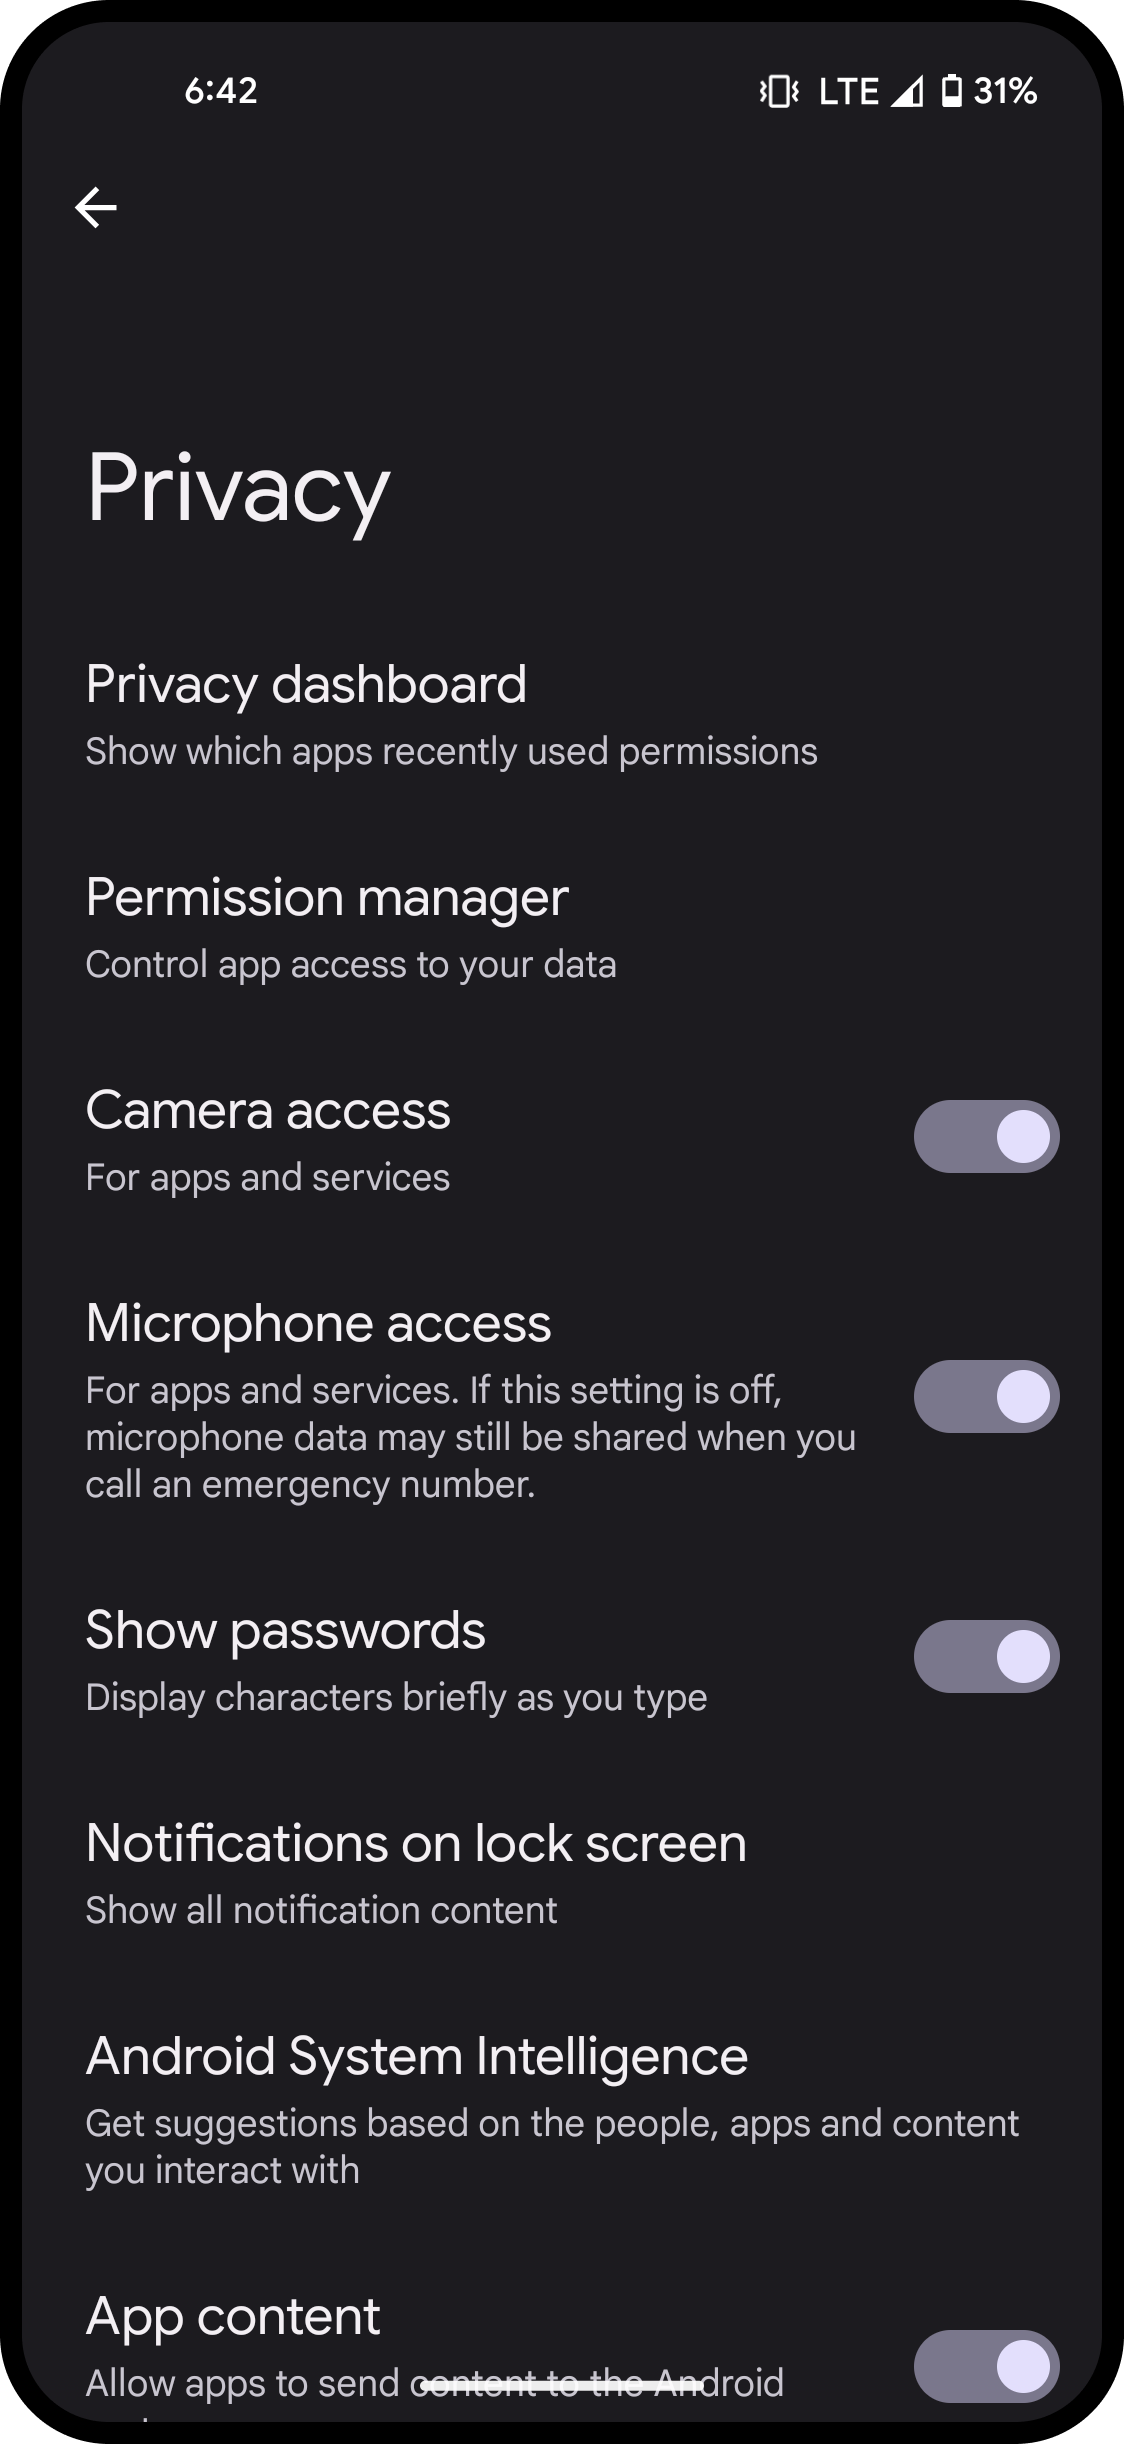 6:42 LTE 31%
Privacy
Privacy dashboard
Show which apps recently used permissions
Permission manager
Control app access to your data
Camera access
For apps and services
Microphone access
For apps and services. If this setting is off,
microphone data may still be shared when you
call an emergency number.
Show passwords
Display characters briefly as you type
Notifications on lock screen
Show all notification content
Android System Intelligence
Get suggestions based on the people, apps and content
you interact with
App content
Allow apps to send content to the Android